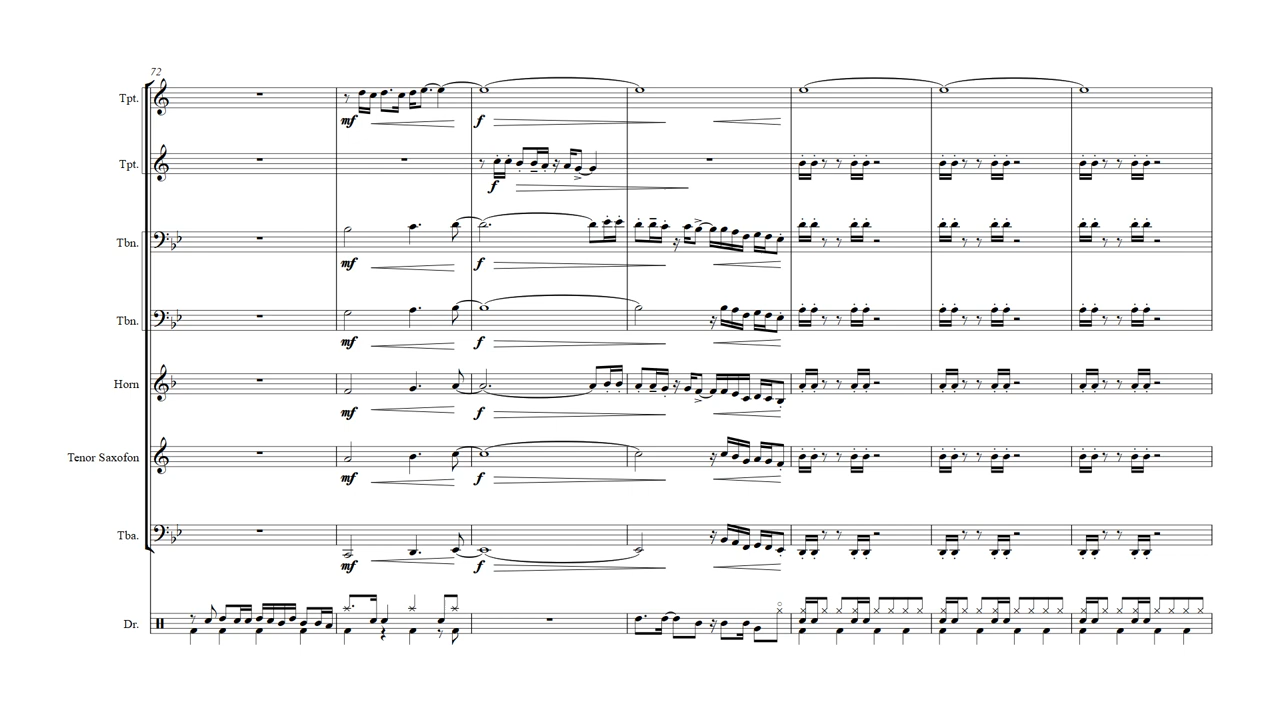 72
Tpt.
mf
f
Tpt.
f
Tbn.
mf
f
Tbn.
mf
f
Horn
mf
f
Tenor Saxofon
mf
f
Tba.
mf
f
Dr.